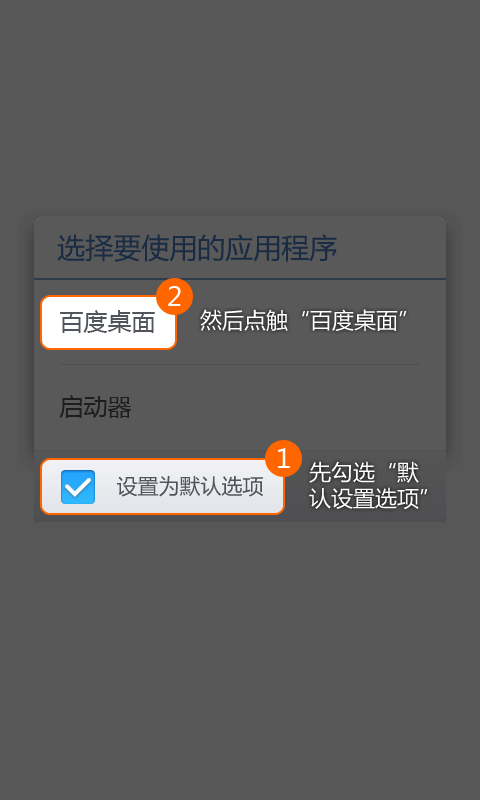 选择要使用的应用程序
百度桌面
2
然后点触“百度桌面”
启动器
设置为默认选项
1
先勾选“默
认设置选项”